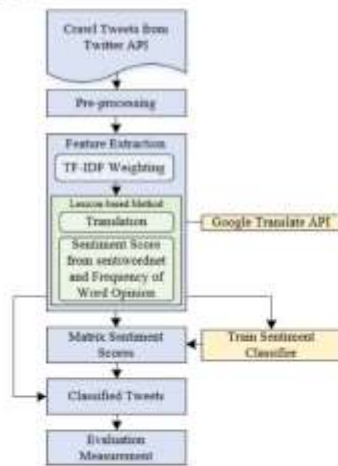 Crawl Tweets from
Twitter API
Pre-processing
Feature Extraction
TF-IDF Weighting
Lexicon based Method
Translation
Google Translate API
Sentiment Score
from sentiwordnet
and Frequency of
Word Opinion
Matrix Sentiment
Scores
Train Sentiment
Classifier
Classified Tweets
Evaluation
Measurement